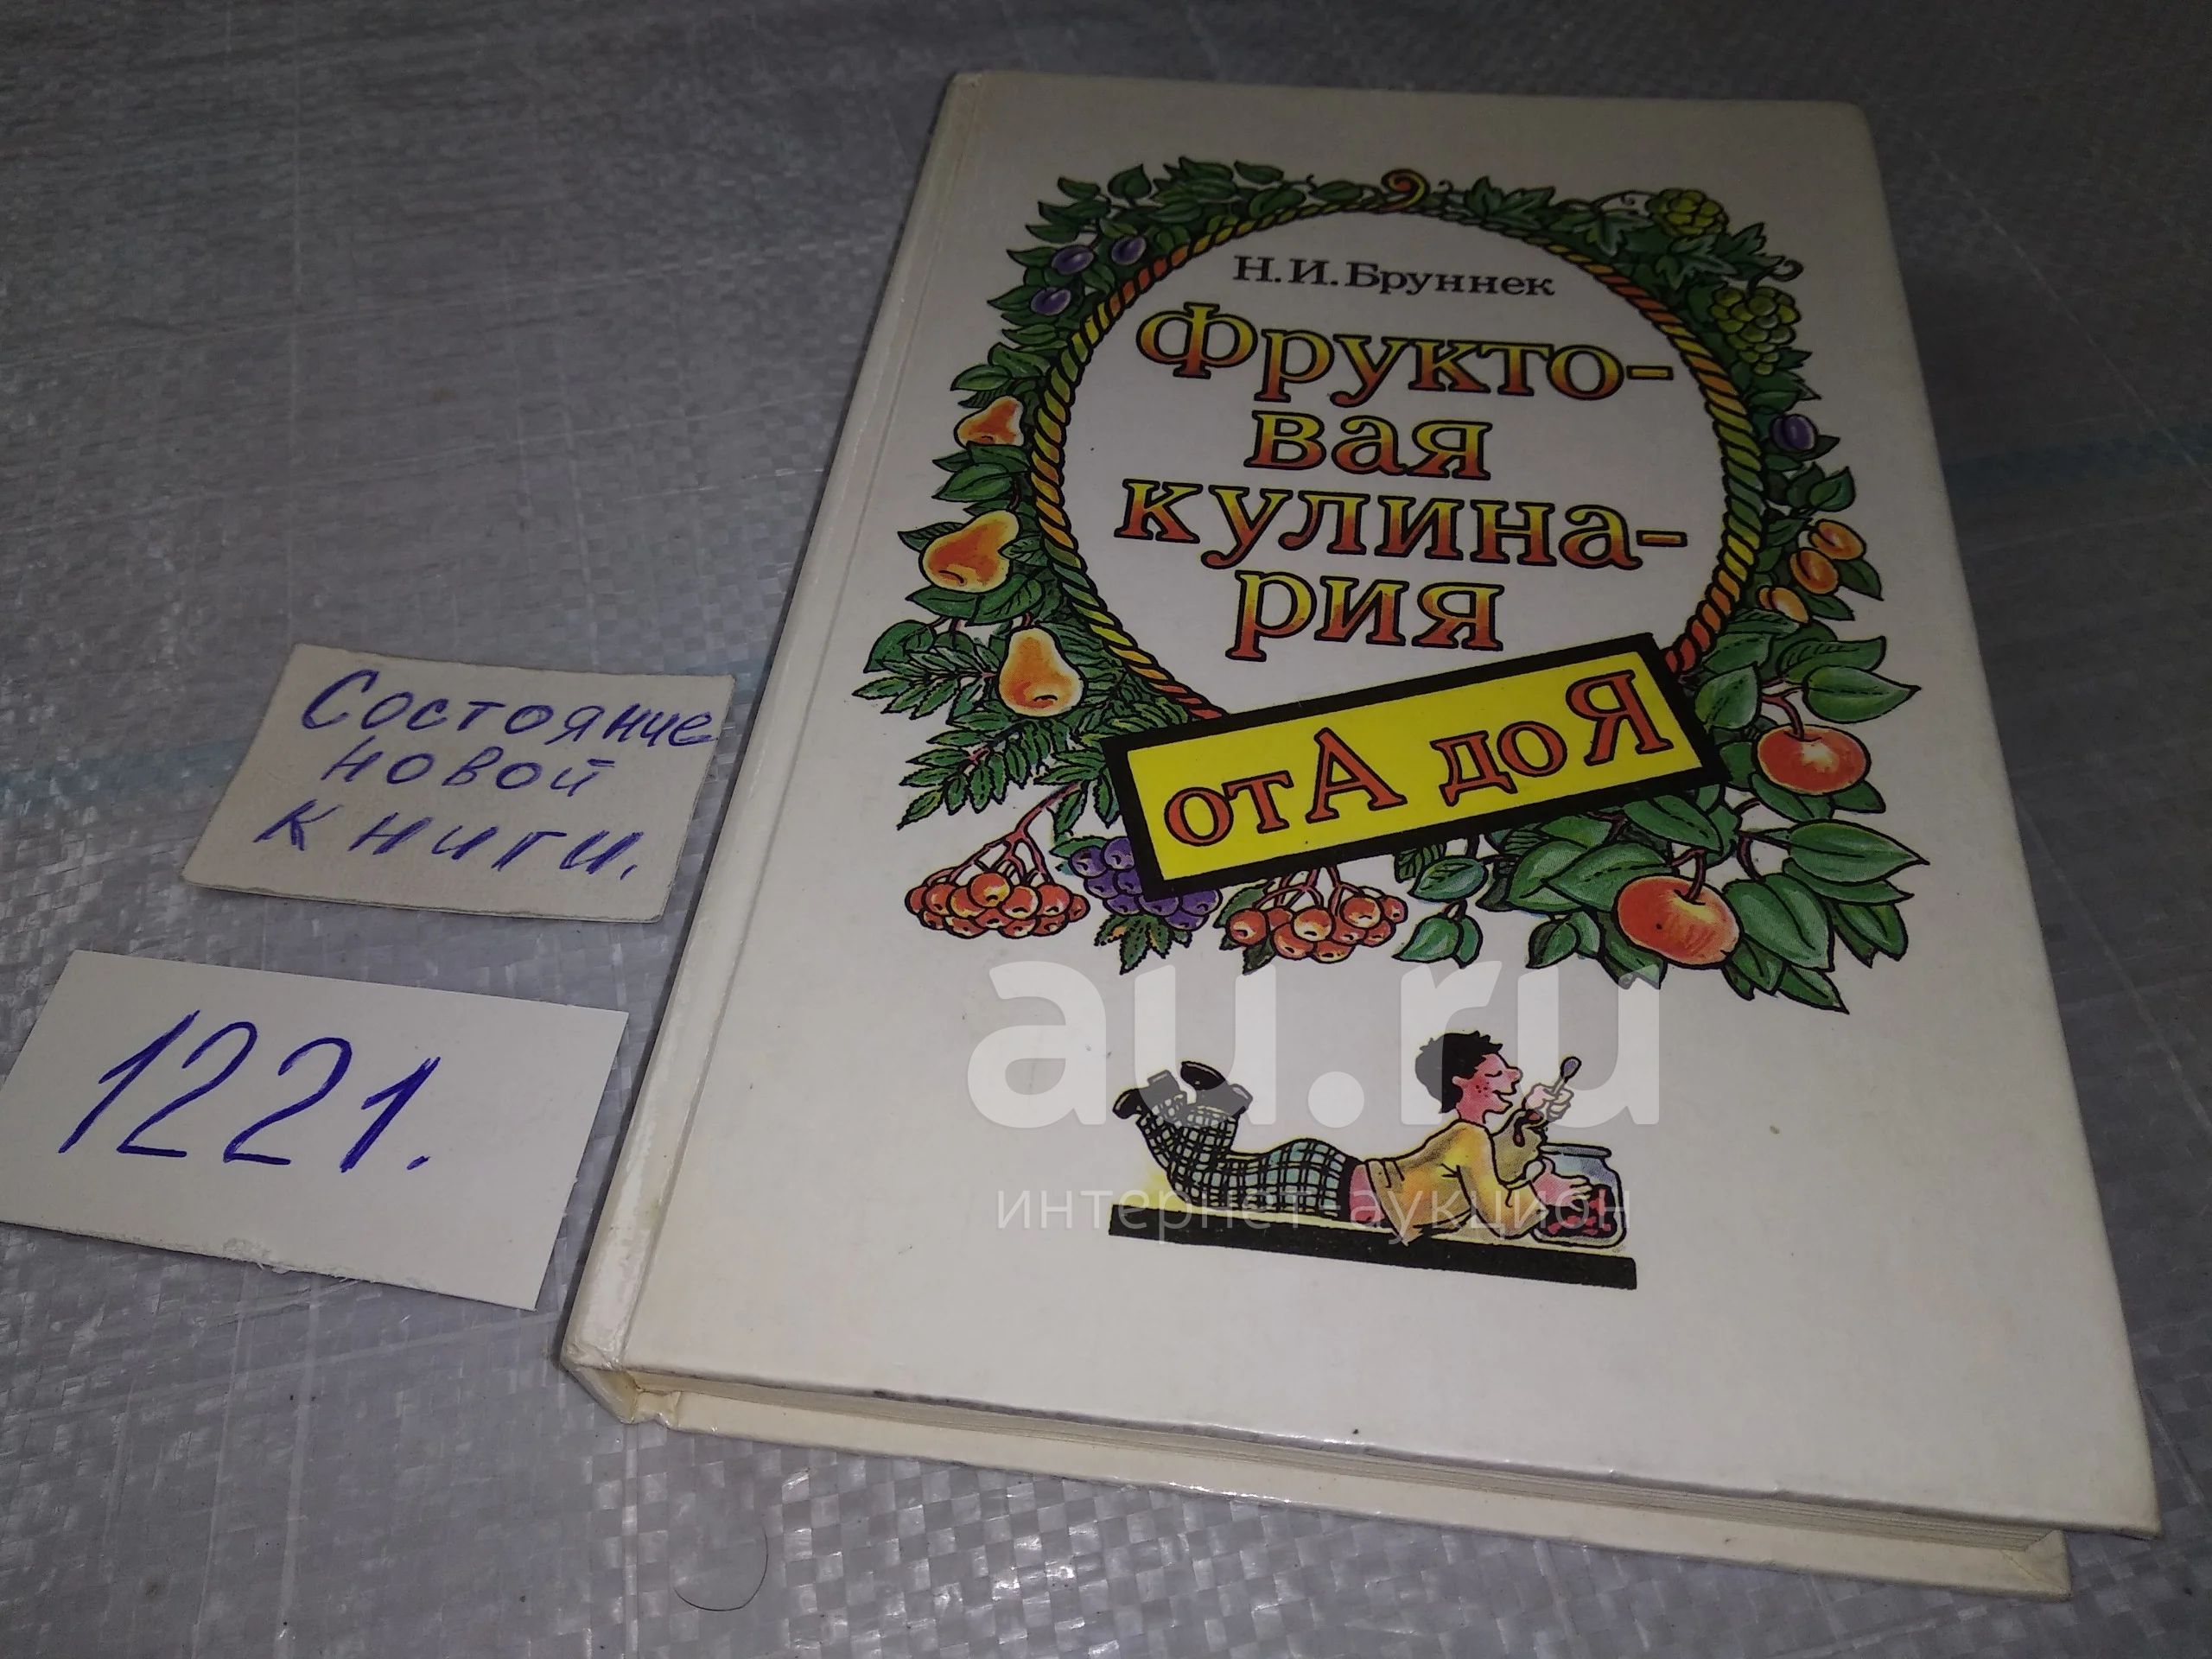 Н. И. Бруннек
Фрукто-
вая
кулина-
рия
от А до Я
Состояние
новой
книги.
1221.
au.ru
интернет-аукцион